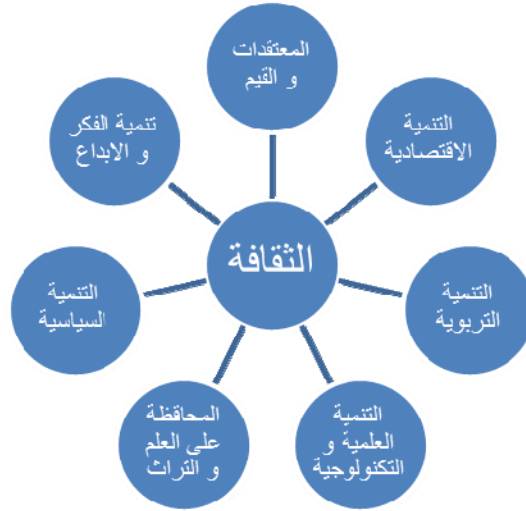 المعتقدات
و القيم
التنمية
الاقتصادية
التنمية
التربوية
التنمية
العلمية و
التكنولوجية
المحافظة
على العلم
و التراث
التنمية
السياسية
تنمية الفكر
و الابداع
الثقافة